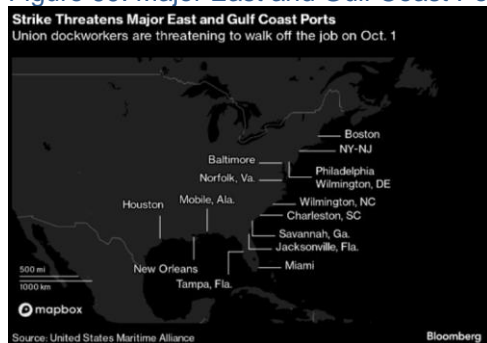 Strike Threatens Major East and Gulf Coast Ports
Union dockworkers are threatening to walk off the job on Oct. 1
Boston
NY-NJ
Baltimore
Philadelphia
Norfolk, Va.
Wilmington, DE
Houston
Mobile, Ala.
Wilmington, NC
Charleston, SC
Savannah, Ga.
Jacksonville, Fla.
New Orleans
Miami
Tampa, Fla.
500 mi
1000 km
mapbox
Source: United States Maritime Alliance
Bloomberg